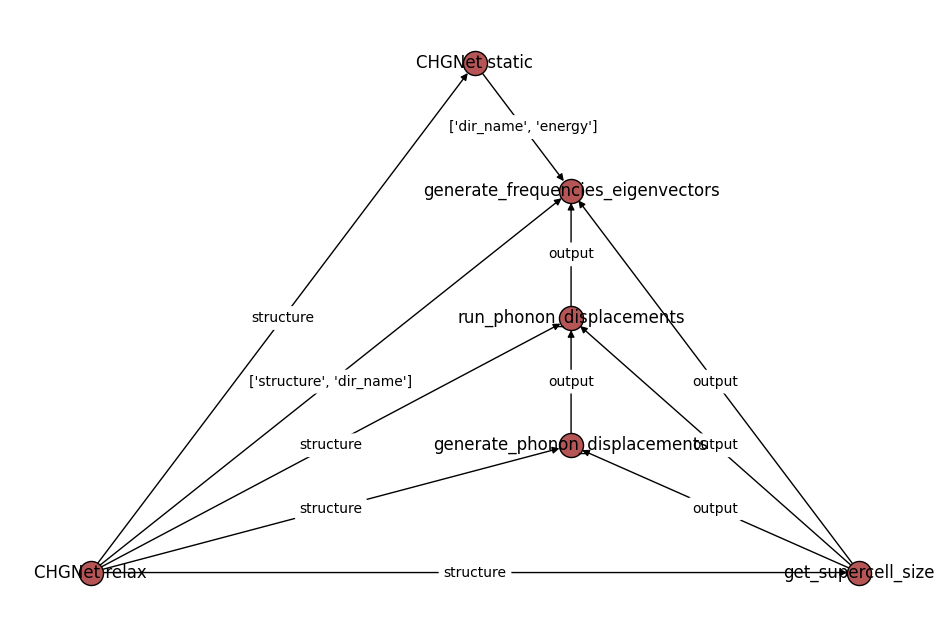 CHGNet static
['dir_name', 'energy']
generate_frequencies_eigenvectors
output
structure
run_phonon_displacements
['structure', 'dir_name']
output
output
structure
generate_phonon_displacements
output
structure
output
CHGNet relax
structure
get_supercell_size